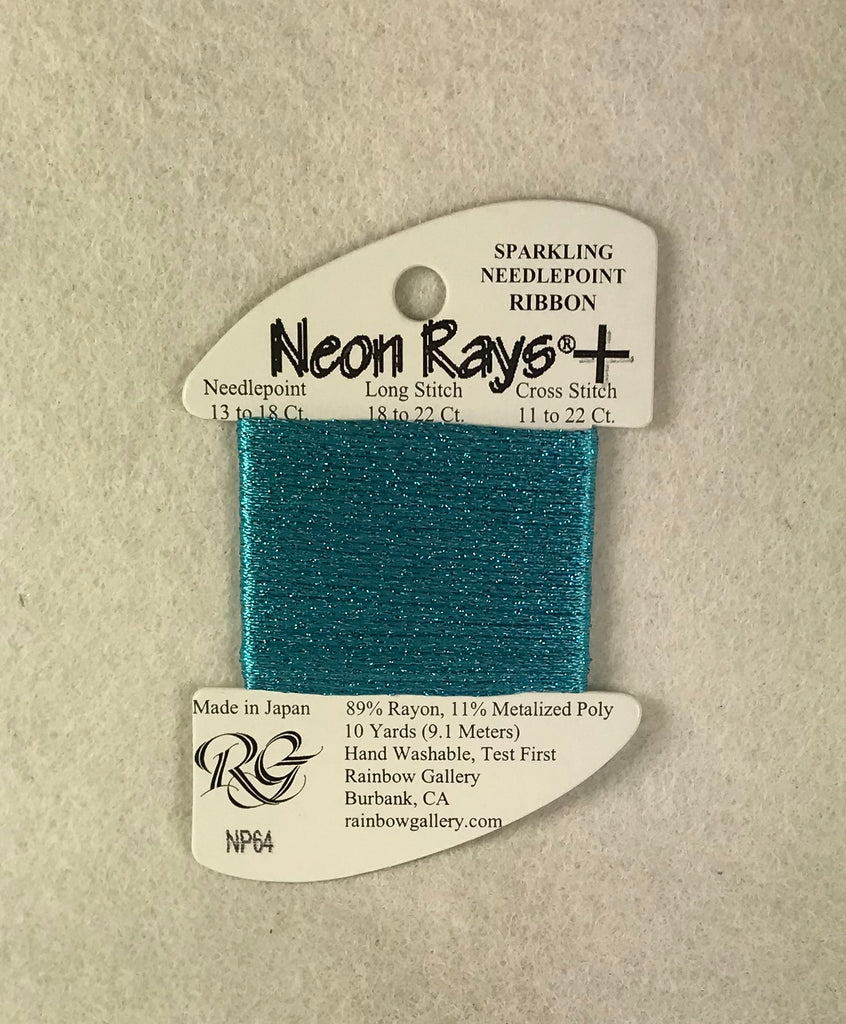 SPARKLING
NEEDLEPOINT
RIBBON
Neon Rays®+
Needlepoint Long Stitch Cross Stitch
13 to 18 Ct. 18 to 22 Ct. 11 to 22 Ct.
Made in Japan
RG
NP64
89% Rayon, 11% Metalized Poly
10 Yards (9.1 Meters)
Hand Washable, Test First
Rainbow Gallery
Burbank, CA
rainbowgallery.com